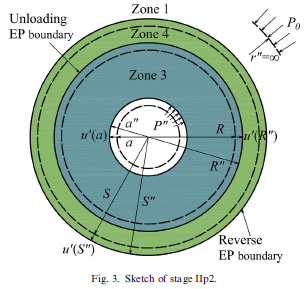 Zone 1
Unloading
EP boundary
Zone 4
P₀
r"=∞
Zone 3
a"
P"
u'(a)
a
R
u'(R")
R"
S
S"
u'(S")
Reverse
EP boundary
Fig. 3. Sketch of stage IIp2.